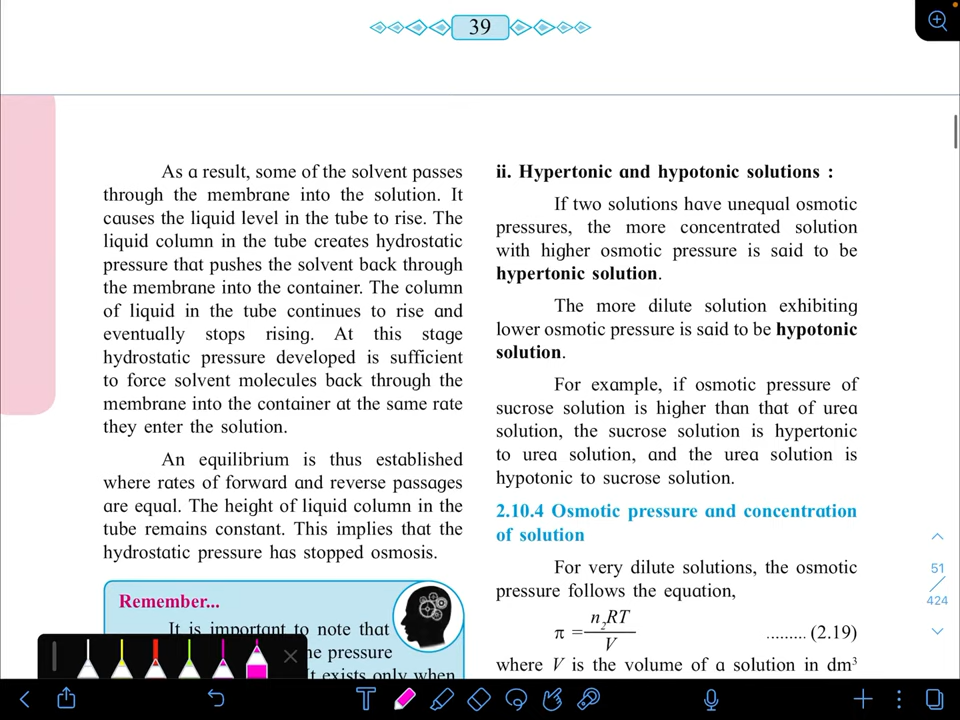 39
As a result, some of the solvent passes
through the membrane into the solution. It
causes the liquid level in the tube to rise. The
liquid column in the tube creates hydrostatic
pressure that pushes the solvent back through
the membrane into the container. The column
of liquid in the tube continues to rise and
eventually stops rising. At this stage
hydrostatic pressure developed is sufficient
to force solvent molecules back through the
membrane into the container at the same rate
they enter the solution.
An equilibrium is thus established
where rates of forward and reverse passages
are equal. The height of liquid column in the
tube remains constant. This implies that the
hydrostatic pressure has stopped osmosis.
Remember...
It is important to note that
pressure
exists only when
ii. Hypertonic and hypotonic solutions :
If two solutions have unequal osmotic
pressures, the more concentrated solution
with higher osmotic pressure is said to be
hypertonic solution.
The more dilute solution exhibiting
lower osmotic pressure is said to be hypotonic
solution.
For example, if osmotic pressure of
sucrose solution is higher than that of urea
solution, the sucrose solution is hypertonic
to urea solution, and the urea solution is
hypotonic to sucrose solution.
2.10.4 Osmotic pressure and concentration
of solution
For very dilute solutions, the osmotic
pressure follows the equation,
π = n₂RT / V ......... (2.19)
where V is the volume of a solution in dm³
51
424